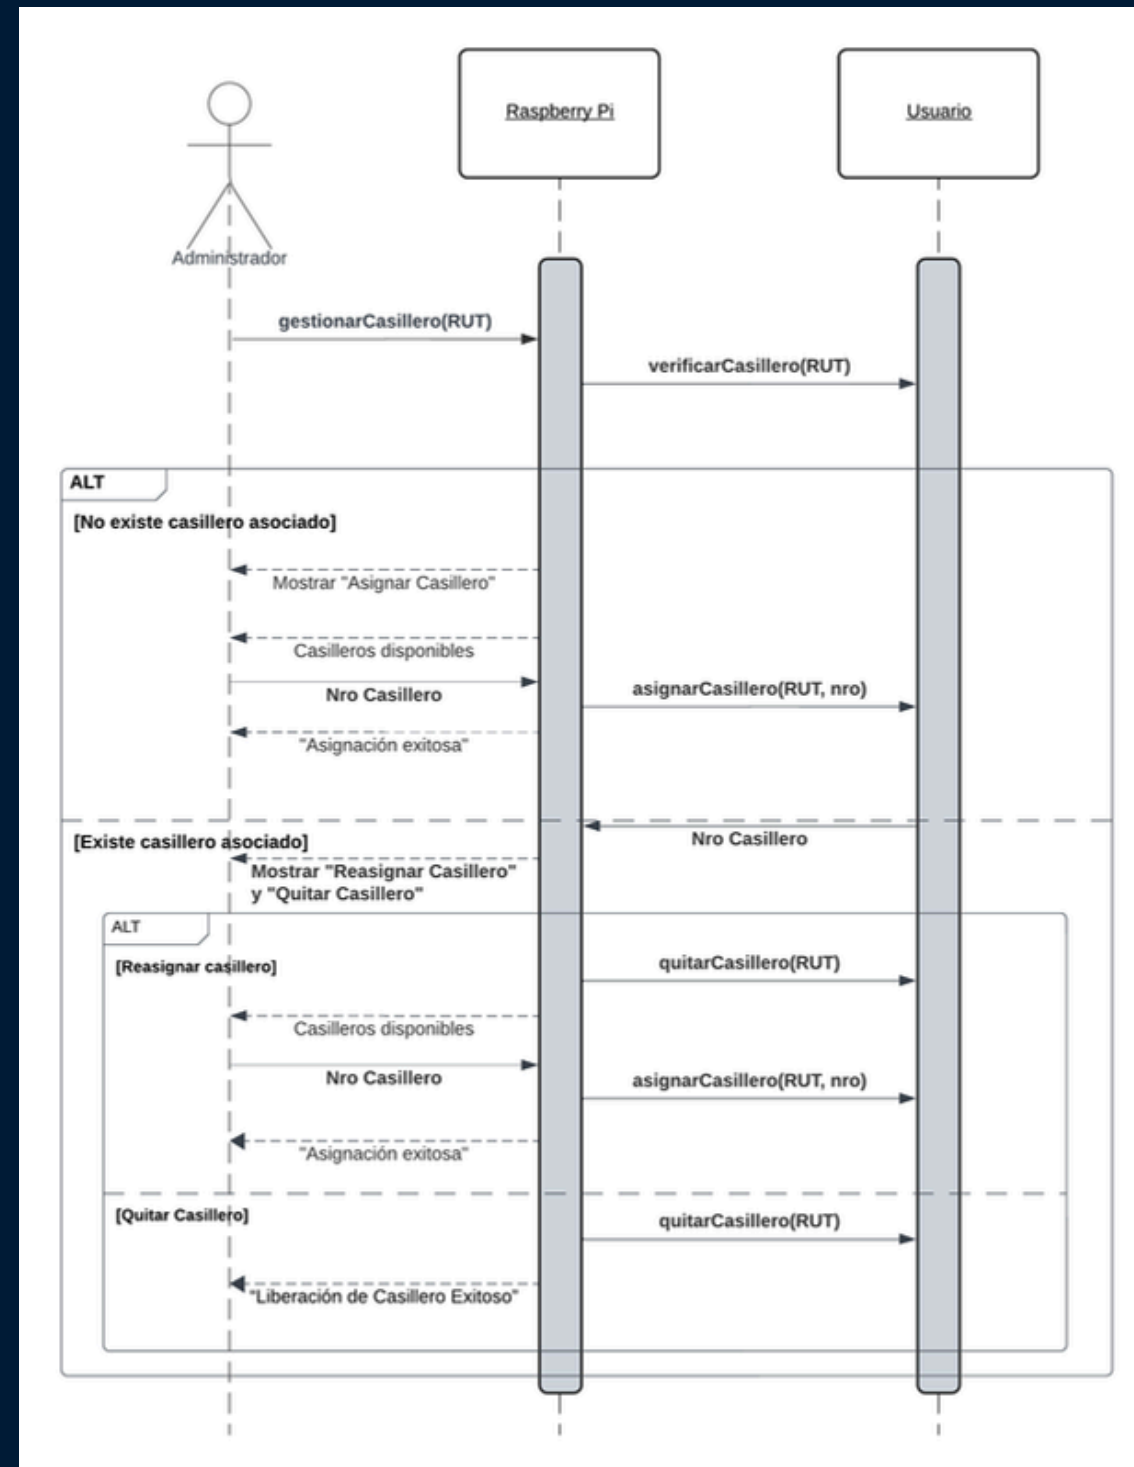 Raspberry Pi
Usuario
Administrador
gestionarCasillero(RUT)
verificarCasillero(RUT)
ALT
[No existe casillero asociado]
Mostrar "Asignar Casillero"
Casilleros disponibles
Nro Casillero
asignarCasillero(RUT, nro)
"Asignación exitosa"
[Existe casillero asociado]
Nro Casillero
Mostrar "Reasignar Casillero"
y "Quitar Casillero"
ALT
[Reasignar casillero]
quitarCasillero(RUT)
Casilleros disponibles
Nro Casillero
asignarCasillero(RUT, nro)
"Asignación exitosa"
[Quitar Casillero]
quitarCasillero(RUT)
"Liberación de Casillero Exitoso"